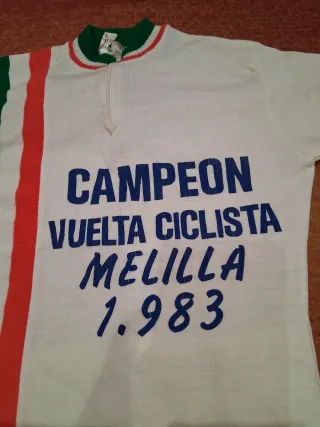 CAMPEON
VUELTA CICLISTA
MELILLA
1.983